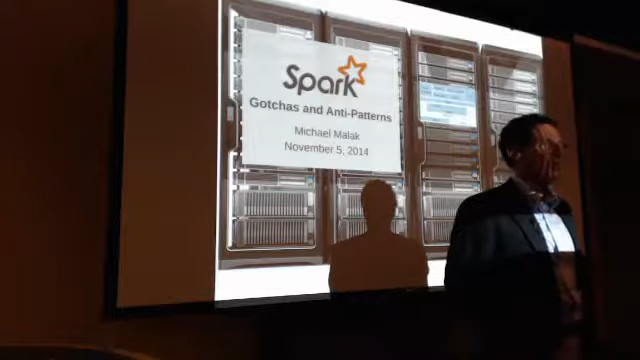 Spark
Gotchas and Anti-Patterns
Michael Malak
November 5, 2014